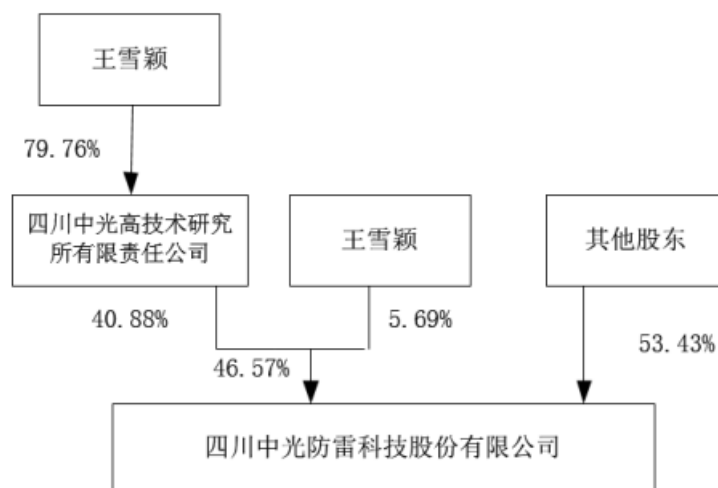 王雪颖
79.76%
四川中光高技术研究
所有限责任公司
王雪颖
其他股东
40.88%
5.69%
53.43%
46.57%
四川中光防雷科技股份有限公司